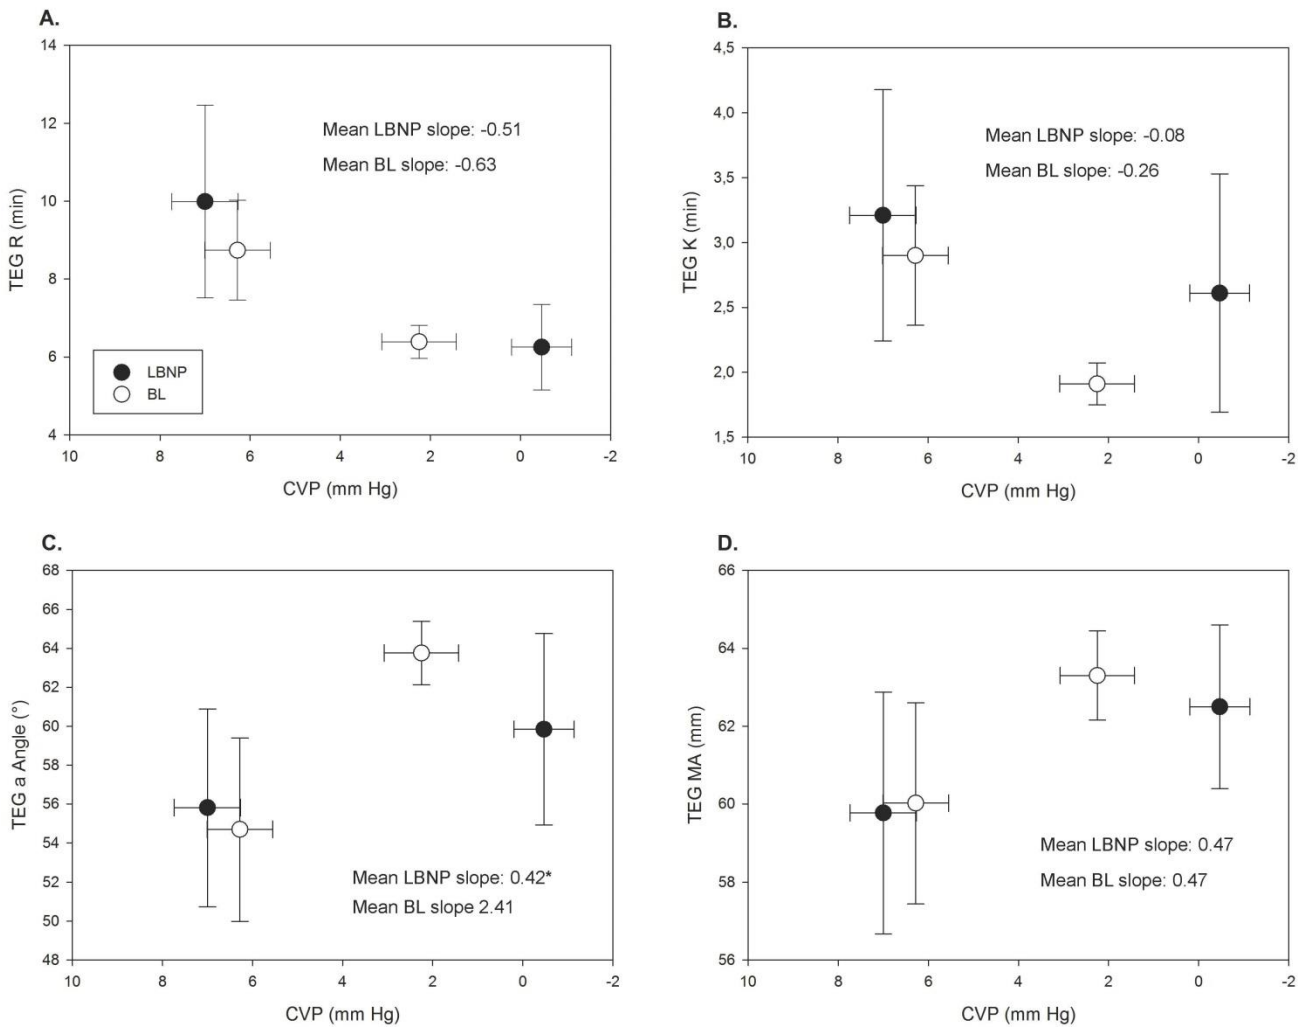 A.
14
12
10
8
6
4
TEG R (min)
Mean LBNP slope: -0.51
Mean BL slope: -0.63
LBNP
BL
10 8 6 4 2 0 -2
CVP (mm Hg)
B.
4,5
4,0
3,5
3,0
2,5
2,0
1,5
TEG K (min)
Mean LBNP slope: -0.08
Mean BL slope: -0.26
10 8 6 4 2 0 -2
CVP (mm Hg)
C.
68
66
64
62
60
58
56
54
52
50
48
TEG a Angle (°)
Mean LBNP slope: 0.42*
Mean BL slope 2.41
10 8 6 4 2 0 -2
CVP (mm Hg)
D.
66
64
62
60
58
56
TEG MA (mm)
Mean LBNP slope: 0.47
Mean BL slope: 0.47
10 8 6 4 2 0 -2
CVP (mm Hg)